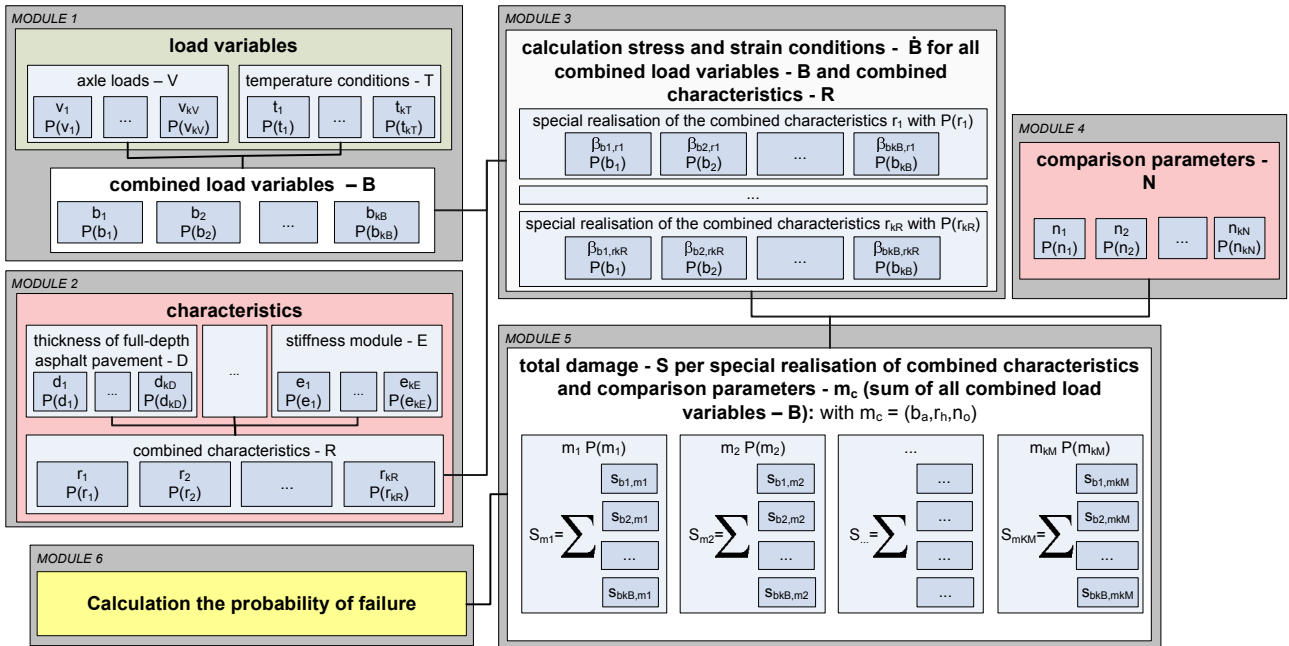 MODULE 1
load variables
axle loads – V
v1 ... vkV
P(v1) P(vkV)
temperature conditions - T
t1 ... tkT
P(t1) P(tkT)
combined load variables – B
b1 b2 ... bkB
P(b1) P(b2) P(bkB)
MODULE 2
characteristics
thickness of full-depth
asphalt pavement - D
d1 ... dkD
P(d1) P(dkD)
...
stiffness module - E
e1 ... ekE
P(e1) P(ekE)
combined characteristics - R
r1 r2 ... rkR
P(r1) P(r2) P(rkR)
MODULE 3
calculation stress and strain conditions - Ḃ for all
combined load variables - B and combined
characteristics - R
special realisation of the combined characteristics r1 with P(r1)
βb1,r1 βb2,r1 ... βbkB,r1
P(b1) P(b2) P(bkB)
...
special realisation of the combined characteristics rkR with P(rkR)
βb1,rkR βb2,rkR ... βbkB,rkR
P(b1) P(b2) P(bkB)
MODULE 4
comparison parameters -
N
n1 n2 ... nkN
P(n1) P(n2) P(nkN)
MODULE 5
total damage - S per special realisation of combined characteristics
and comparison parameters - mc (sum of all combined load
variables – B): with mc = (ba,rh,no)
m1 P(m1)
Sm1=∑
sb1,m1
sb2,m1
...
sbkB,m1
m2 P(m2)
Sm2=∑
sb1,m2
sb2,m2
...
sbkB,m2
...
S...=∑
...
...
...
...
mkM P(mkM)
SmKM=∑
sb1,mkM
sb2,mkM
...
sbkB,mkM
MODULE 6
Calculation the probability of failure